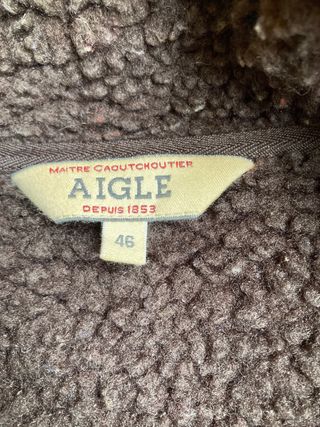 MAITRE CAOUTCHOUTIER
AIGLE
DEPUIS 1853
46